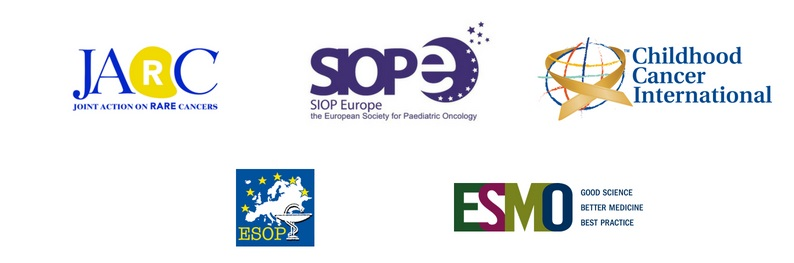 JARC
JOINT ACTION ON RARE CANCERS
SIOPe
SIOP Europe
the European Society for Paediatric Oncology
™
Childhood
Cancer
International
ESOP
ESMO
GOOD SCIENCE
BETTER MEDICINE
BEST PRACTICE